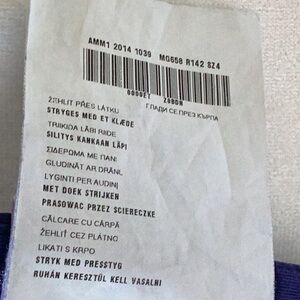 AMM1 2014 1039 MG658 R142 SZ4
ŽEHLIT PŘES LÁTKU
ГЛАДИ СЕ ПРЕЗ КЪРПА
STRYGES MED ET KLÆDE
TRIIKIDA LÄBI RIIDE
SILITYS KANKAAN LÄPI
ΣΙΔΕΡΩΜΑ ΜΕ ΠΑΝΙ
GLUDINĀT AR DRĀNU
LYGINTI PER AUDINĮ
MET DOEK STRIJKEN
PRASOWAĆ PRZEZ ŚCIERECZKĘ
CĂLCARE CU CÂRPĂ
ŽEHLIŤ CEZ PLÁTNO
LIKATI S KRPO
STRYK MED PRESSTYG
RUHÁN KERESZTÜL KELL VASALNI